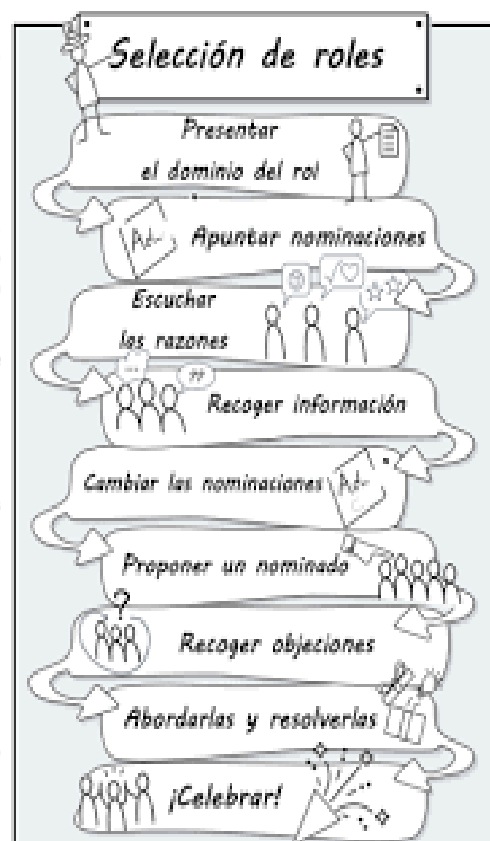 Selección de roles
Presentar
el dominio del rol
Apuntar nominaciones
Escuchar
las razones
Recoger información
Cambiar las nominaciones
Proponer un nominado
?
Recoger objeciones
Abordarlas y resolverlas
¡Celebrar!